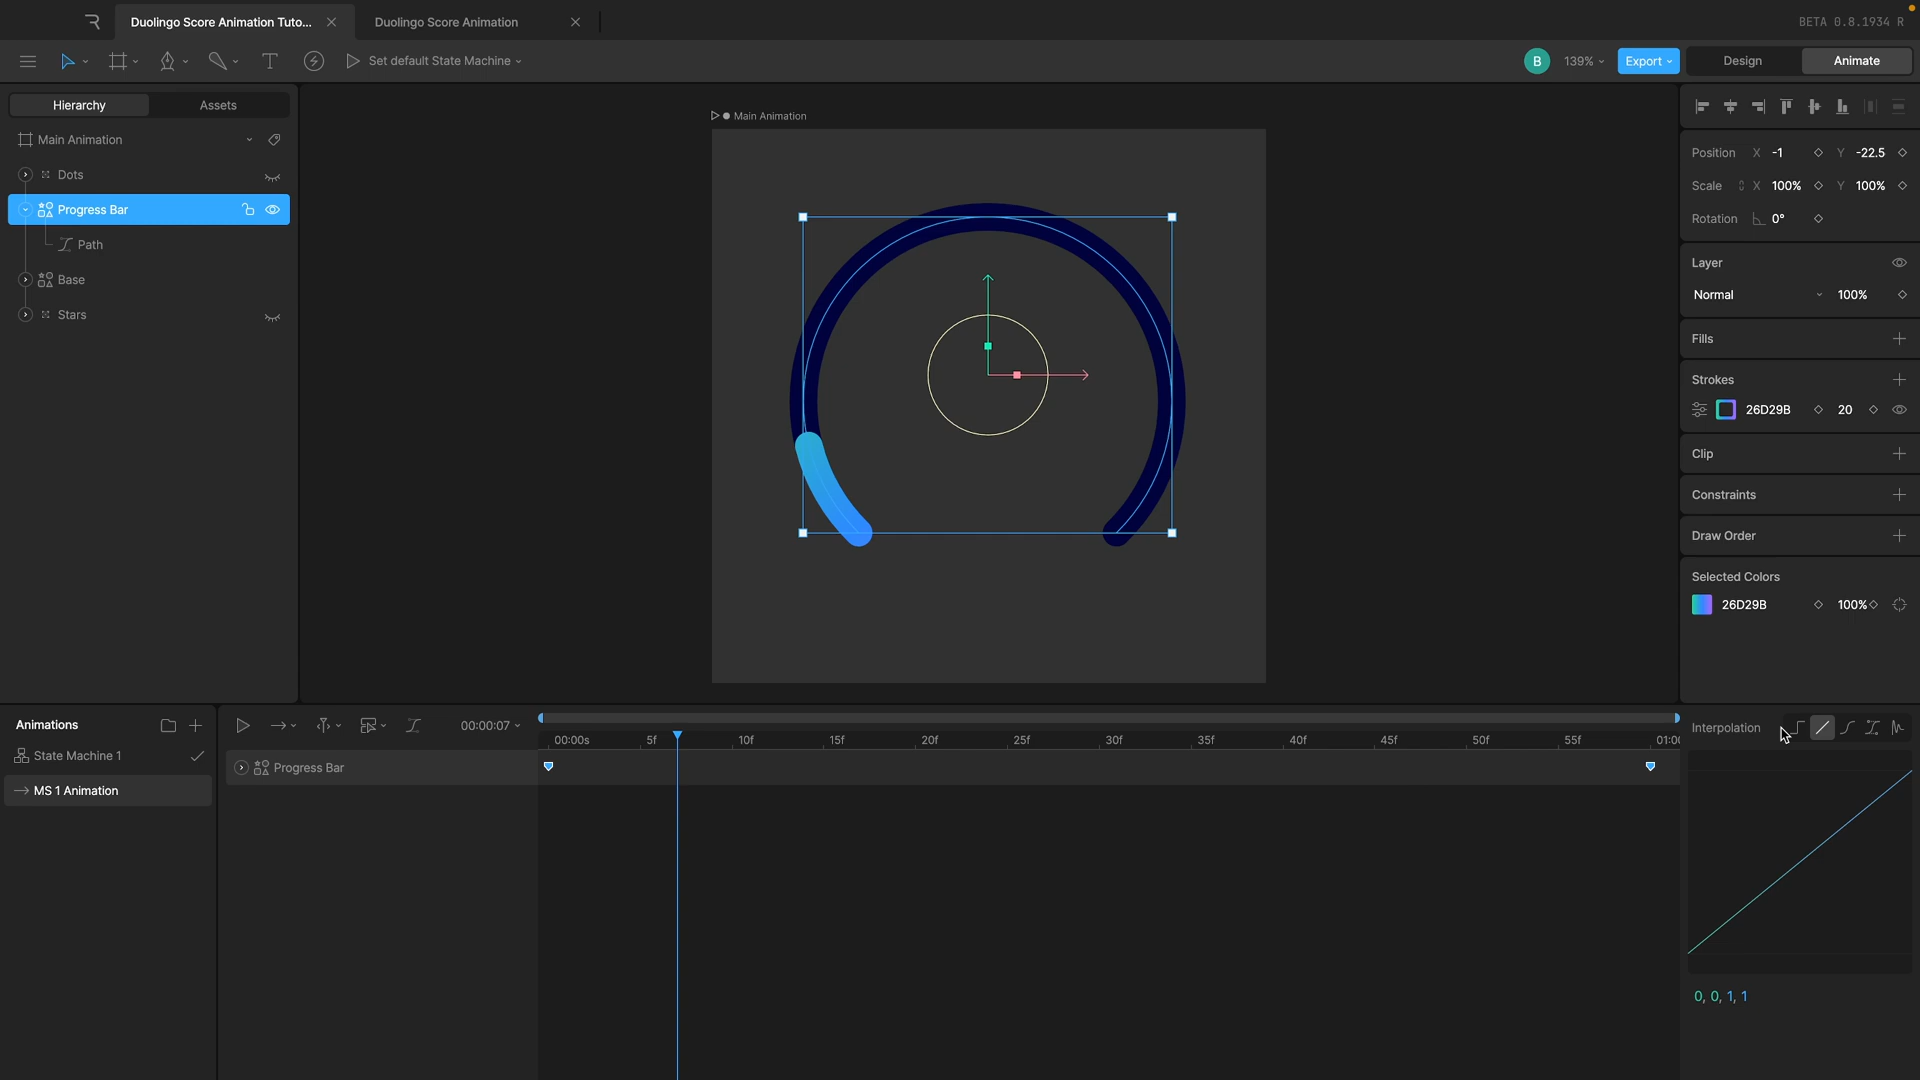 Duolingo Score Animation Tuto...
Duolingo Score Animation
BETA 0.8.1934 R
Set default State Machine
B
139%
Export
Design
Animate
Hierarchy
Assets
Main Animation
Dots
Progress Bar
Path
Base
Stars
Main Animation
Position X -1 Y -22.5
Scale X 100% Y 100%
Rotation 0°
Layer
Normal 100%
Fills
Strokes
26D29B 20
Clip
Constraints
Draw Order
Selected Colors
26D29B 100%
Animations
State Machine 1
MS 1 Animation
00:00:07
00:00s 5f 10f 15f 20f 25f 30f 35f 40f 45f 50f 55f 01:0
Progress Bar
Interpolation
0, 0, 1, 1